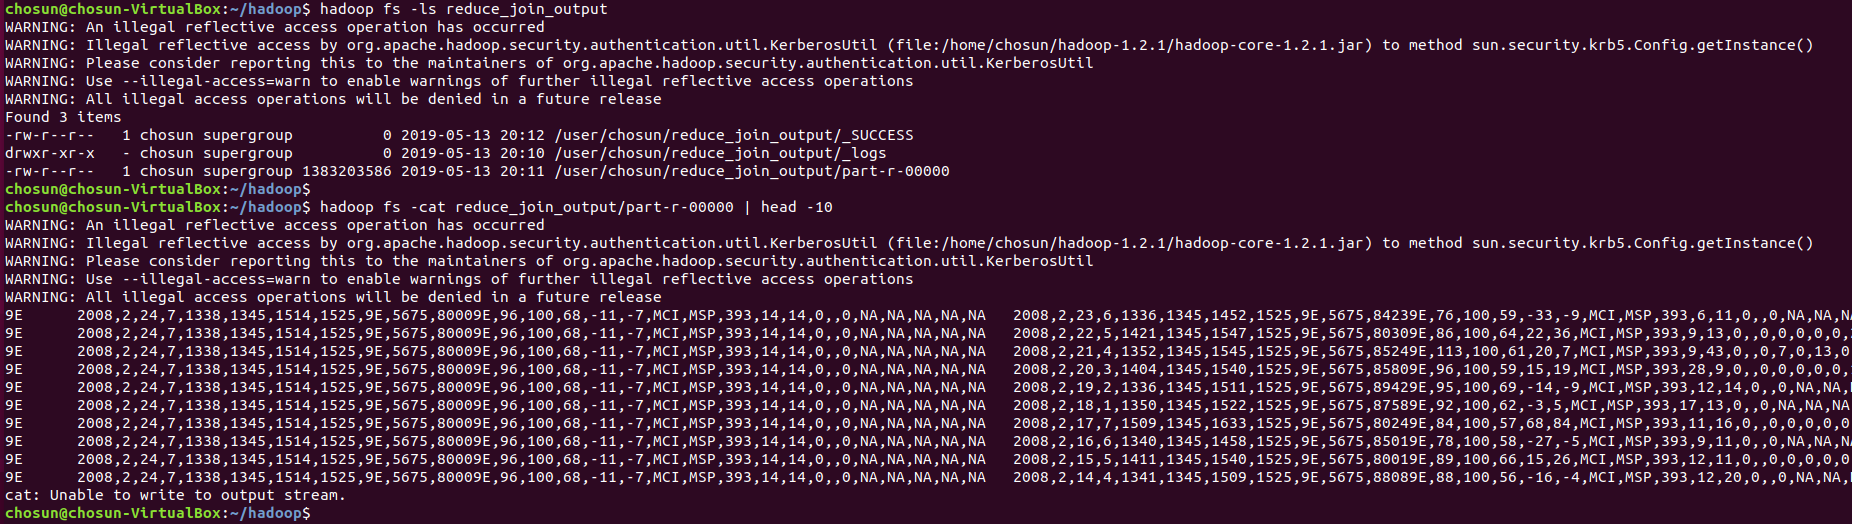 chosun@chosun-VirtualBox:~/hadoop$ hadoop fs -ls reduce_join_output
WARNING: An illegal reflective access operation has occurred
WARNING: Illegal reflective access by org.apache.hadoop.security.authentication.util.KerberosUtil (file:/home/chosun/hadoop-1.2.1/hadoop-core-1.2.1.jar) to method sun.security.krb5.Config.getInstance()
WARNING: Please consider reporting this to the maintainers of org.apache.hadoop.security.authentication.util.KerberosUtil
WARNING: Use --illegal-access=warn to enable warnings of further illegal reflective access operations
WARNING: All illegal access operations will be denied in a future release
Found 3 items
-rw-r--r--   1 chosun supergroup          0 2019-05-13 20:12 /user/chosun/reduce_join_output/_SUCCESS
drwxr-xr-x   - chosun supergroup          0 2019-05-13 20:10 /user/chosun/reduce_join_output/_logs
-rw-r--r--   1 chosun supergroup 1383203586 2019-05-13 20:11 /user/chosun/reduce_join_output/part-r-00000
chosun@chosun-VirtualBox:~/hadoop$
chosun@chosun-VirtualBox:~/hadoop$ hadoop fs -cat reduce_join_output/part-r-00000 | head -10
WARNING: An illegal reflective access operation has occurred
WARNING: Illegal reflective access by org.apache.hadoop.security.authentication.util.KerberosUtil (file:/home/chosun/hadoop-1.2.1/hadoop-core-1.2.1.jar) to method sun.security.krb5.Config.getInstance()
WARNING: Please consider reporting this to the maintainers of org.apache.hadoop.security.authentication.util.KerberosUtil
WARNING: Use --illegal-access=warn to enable warnings of further illegal reflective access operations
WARNING: All illegal access operations will be denied in a future release
9E      2008,2,24,7,1338,1345,1514,1525,9E,5675,80009E,96,100,68,-11,-7,MCI,MSP,393,14,14,0,,0,NA,NA,NA,NA,NA   2008,2,23,6,1336,1345,1452,1525,9E,5675,84239E,76,100,59,-33,-9,MCI,MSP,393,6,11,0,,0,NA,NA,N
9E      2008,2,24,7,1338,1345,1514,1525,9E,5675,80009E,96,100,68,-11,-7,MCI,MSP,393,14,14,0,,0,NA,NA,NA,NA,NA   2008,2,22,5,1421,1345,1547,1525,9E,5675,80309E,86,100,64,22,36,MCI,MSP,393,9,13,0,,0,0,0,0,0,
9E      2008,2,24,7,1338,1345,1514,1525,9E,5675,80009E,96,100,68,-11,-7,MCI,MSP,393,14,14,0,,0,NA,NA,NA,NA,NA   2008,2,21,4,1352,1345,1545,1525,9E,5675,85249E,113,100,61,20,7,MCI,MSP,393,9,43,0,,0,7,0,13,0
9E      2008,2,24,7,1338,1345,1514,1525,9E,5675,80009E,96,100,68,-11,-7,MCI,MSP,393,14,14,0,,0,NA,NA,NA,NA,NA   2008,2,20,3,1404,1345,1540,1525,9E,5675,85809E,96,100,59,15,19,MCI,MSP,393,28,9,0,,0,0,0,0,0,
9E      2008,2,24,7,1338,1345,1514,1525,9E,5675,80009E,96,100,68,-11,-7,MCI,MSP,393,14,14,0,,0,NA,NA,NA,NA,NA   2008,2,19,2,1336,1345,1511,1525,9E,5675,89429E,95,100,69,-14,-9,MCI,MSP,393,12,14,0,,0,NA,NA,
9E      2008,2,24,7,1338,1345,1514,1525,9E,5675,80009E,96,100,68,-11,-7,MCI,MSP,393,14,14,0,,0,NA,NA,NA,NA,NA   2008,2,18,1,1350,1345,1522,1525,9E,5675,87589E,92,100,62,-3,5,MCI,MSP,393,17,13,0,,0,NA,NA,NA
9E      2008,2,24,7,1338,1345,1514,1525,9E,5675,80009E,96,100,68,-11,-7,MCI,MSP,393,14,14,0,,0,NA,NA,NA,NA,NA   2008,2,17,7,1509,1345,1633,1525,9E,5675,80249E,84,100,57,68,84,MCI,MSP,393,11,16,0,,0,0,0,0,0
9E      2008,2,24,7,1338,1345,1514,1525,9E,5675,80009E,96,100,68,-11,-7,MCI,MSP,393,14,14,0,,0,NA,NA,NA,NA,NA   2008,2,16,6,1340,1345,1458,1525,9E,5675,85019E,78,100,58,-27,-5,MCI,MSP,393,9,11,0,,0,NA,NA,N
9E      2008,2,24,7,1338,1345,1514,1525,9E,5675,80009E,96,100,68,-11,-7,MCI,MSP,393,14,14,0,,0,NA,NA,NA,NA,NA   2008,2,15,5,1411,1345,1540,1525,9E,5675,80019E,89,100,66,15,26,MCI,MSP,393,12,11,0,,0,0,0,0,0
9E      2008,2,24,7,1338,1345,1514,1525,9E,5675,80009E,96,100,68,-11,-7,MCI,MSP,393,14,14,0,,0,NA,NA,NA,NA,NA   2008,2,14,4,1341,1345,1509,1525,9E,5675,88089E,88,100,56,-16,-4,MCI,MSP,393,12,20,0,,0,NA,NA,
cat: Unable to write to output stream.
chosun@chosun-VirtualBox:~/hadoop$